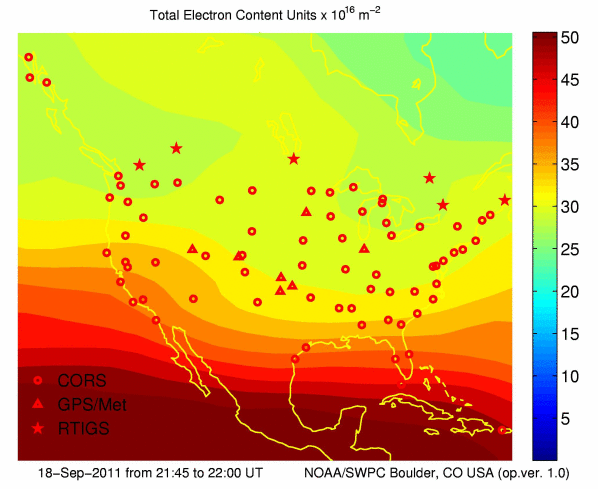 Total Electron Content Units x 10^16 m^-2
50
45
40
35
30
25
20
15
10
5
CORS
GPS/Met
RTIGS
18-Sep-2011 from 21:45 to 22:00 UT NOAA/SWPC Boulder, CO USA (op.ver. 1.0)